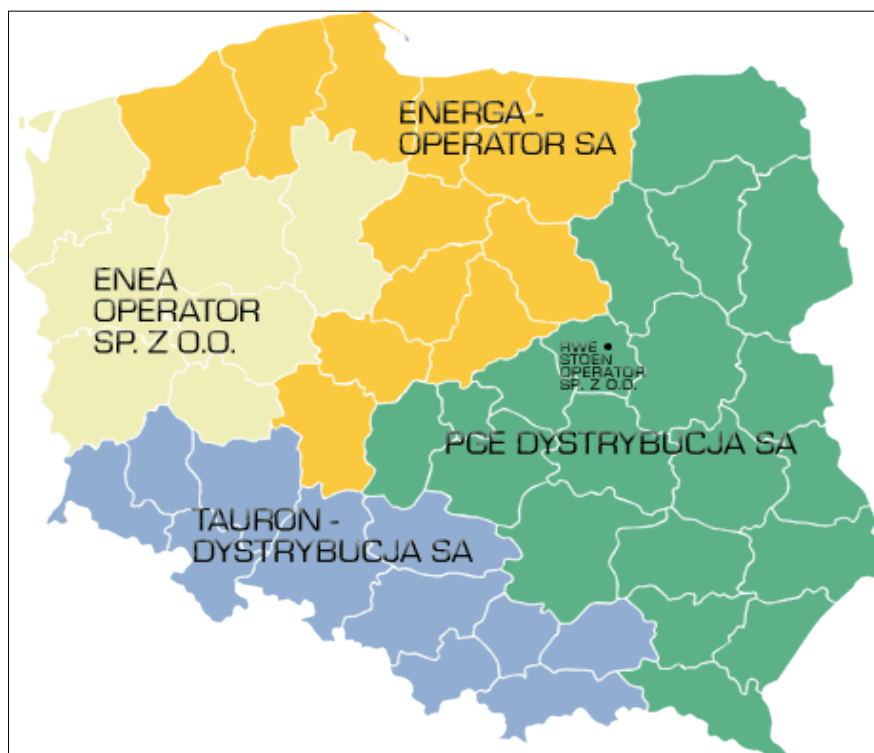 ENERGA -
OPERATOR SA
ENEA
OPERATOR
SP. Z O.O.
RWE
STOEN
OPERATOR
SP. Z O.O.
PGE DYSTRYBUCJA SA
TAURON -
DYSTRYBUCJA SA